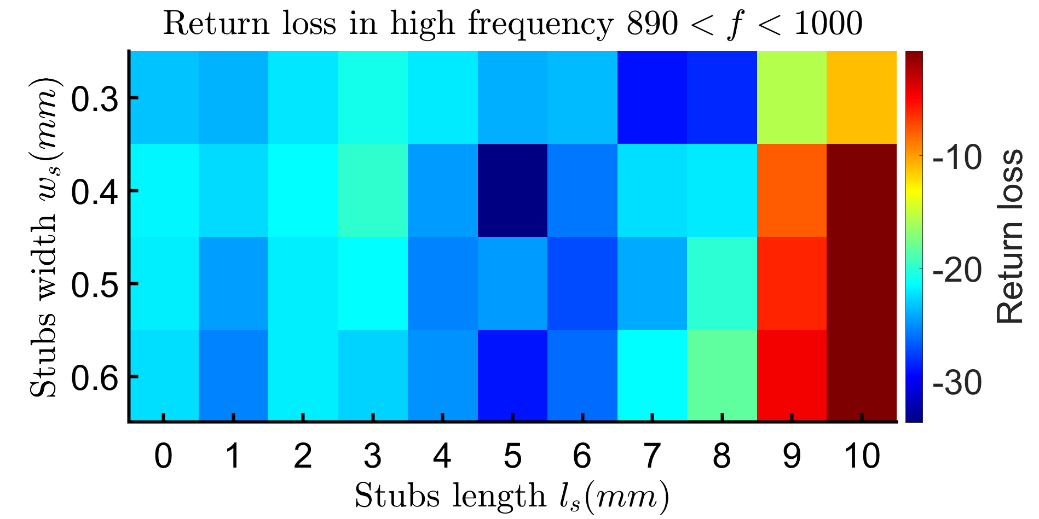 Return loss in high frequency 890 < f < 1000
Stubs width w_s(mm)
0.3
0.4
0.5
0.6
0 1 2 3 4 5 6 7 8 9 10
Stubs length l_s(mm)
-10
-20
-30
Return loss